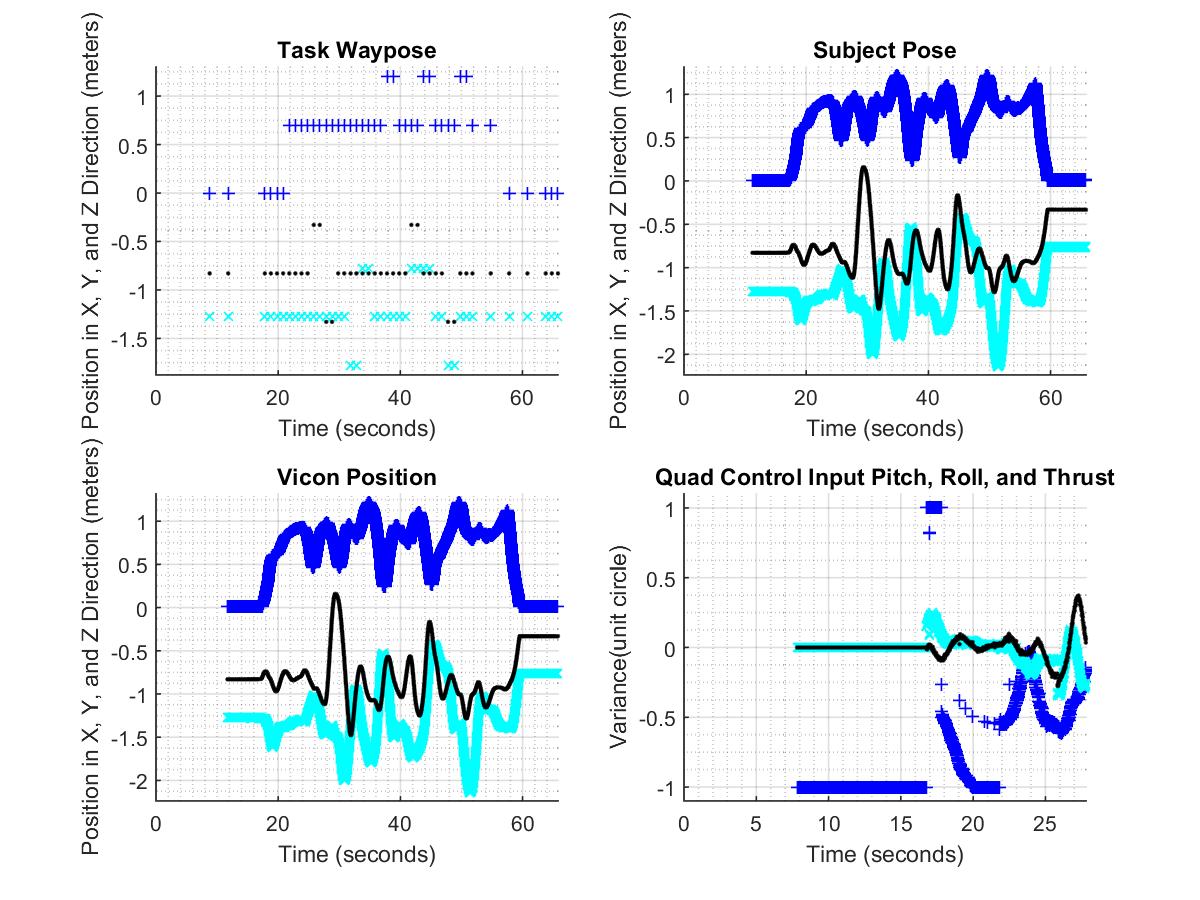 Task Waypose
Position in X, Y, and Z Direction (meters)
1
0.5
0
-0.5
-1
-1.5
0 20 40 60
Time (seconds)
Subject Pose
Position in X, Y, and Z Direction (meters)
1
0.5
0
-0.5
-1
-1.5
-2
0 20 40 60
Time (seconds)
Vicon Position
Position in X, Y, and Z Direction (meters)
1
0.5
0
-0.5
-1
-1.5
-2
0 20 40 60
Time (seconds)
Quad Control Input Pitch, Roll, and Thrust
Variance(unit circle)
1
0.5
0
-0.5
-1
0 5 10 15 20 25
Time (seconds)